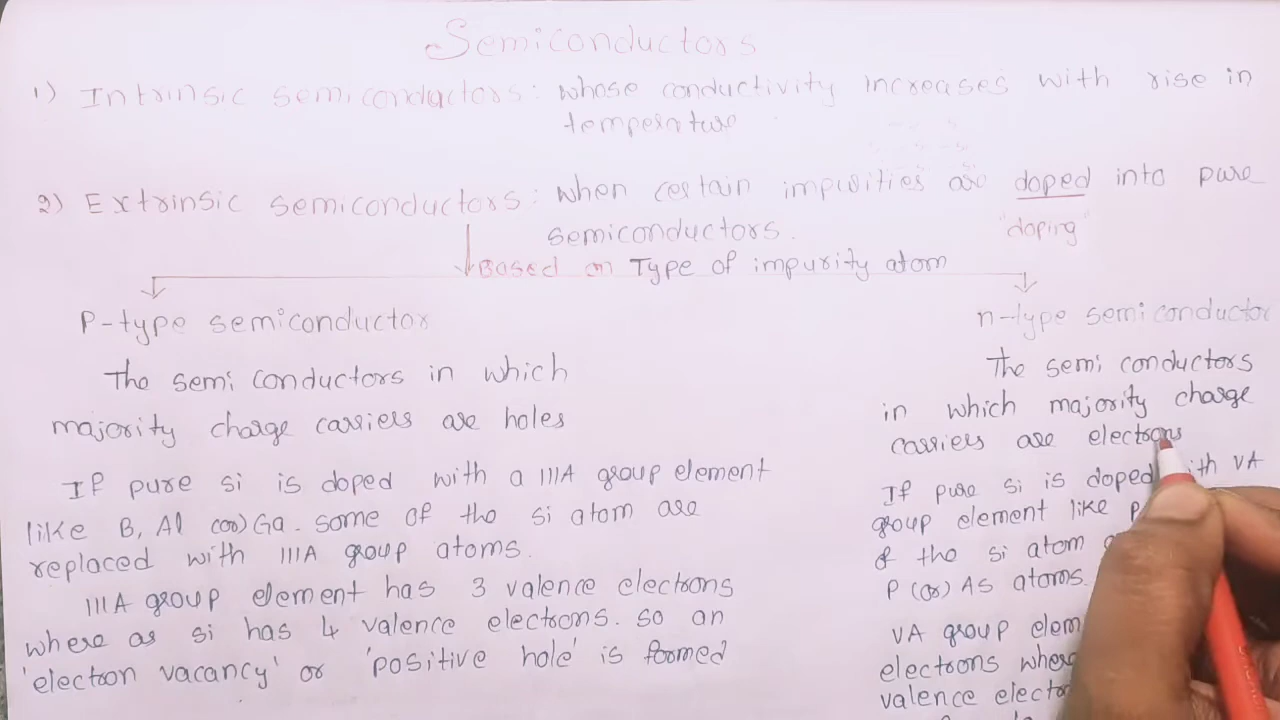 Semiconductors
1) Intrinsic semiconductors: whose conductivity increases with rise in
temperature
2) Extrinsic semiconductors: when certain impurities are doped into pure
semiconductors. "doping"
Based on Type of impurity atom
P-type semiconductor
The semi conductors in which
majority charge carriers are holes
If pure si is doped with a IIIA group element
like B, Al (or) Ga. some of the si atom are
replaced with IIIA group atoms.
IIIA group element has 3 valence electrons
where as si has 4 valence electrons. so an
'electron vacancy' or 'positive hole' is formed
n-type semiconductor
The semi conductors
in which majority charge
carriers are electrons
If pure si is doped with VA
group element like P
of the si atom
P (or) As atoms.
VA group elem
electrons where
valence electr